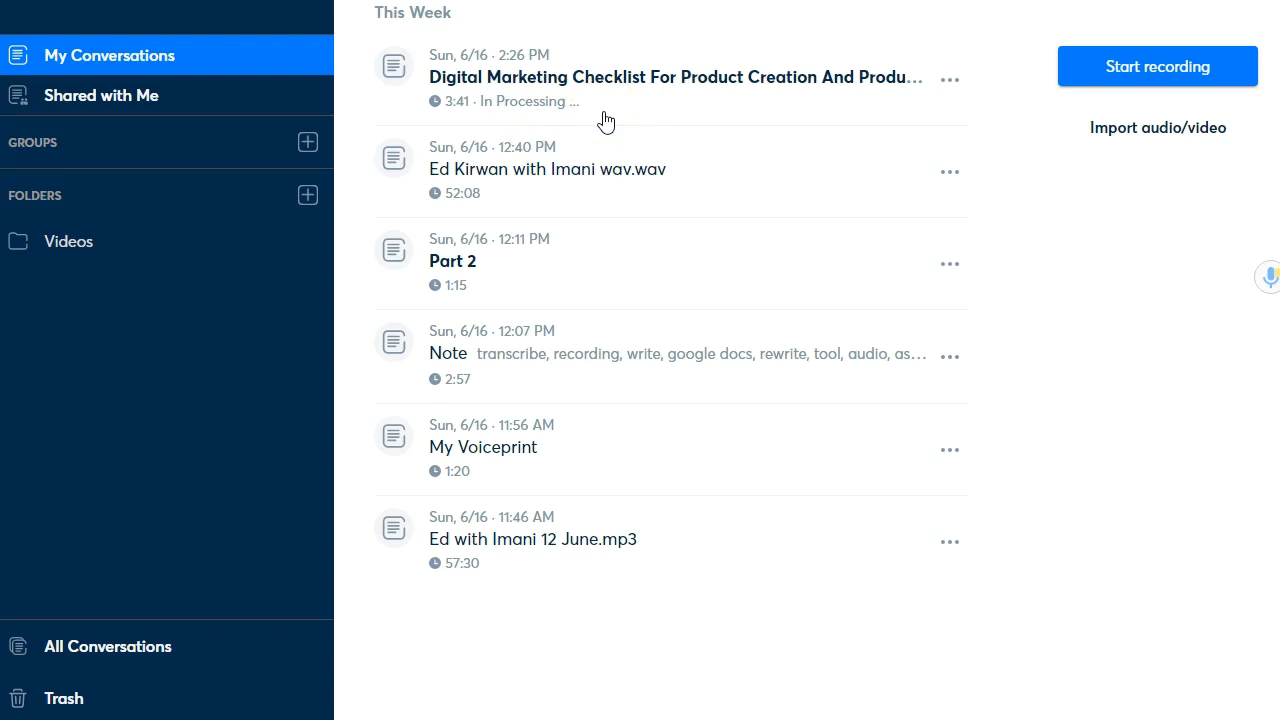 My Conversations
Shared with Me
GROUPS
FOLDERS
Videos
All Conversations
Trash
This Week
Sun, 6/16 · 2:26 PM
Digital Marketing Checklist For Product Creation And Produ...
3:41 · In Processing ...
Sun, 6/16 · 12:40 PM
Ed Kirwan with Imani wav.wav
52:08
Sun, 6/16 · 12:11 PM
Part 2
1:15
Sun, 6/16 · 12:07 PM
Note transcribe, recording, write, google docs, rewrite, tool, audio, as...
2:57
Sun, 6/16 · 11:56 AM
My Voiceprint
1:20
Sun, 6/16 · 11:46 AM
Ed with Imani 12 June.mp3
57:30
Start recording
Import audio/video